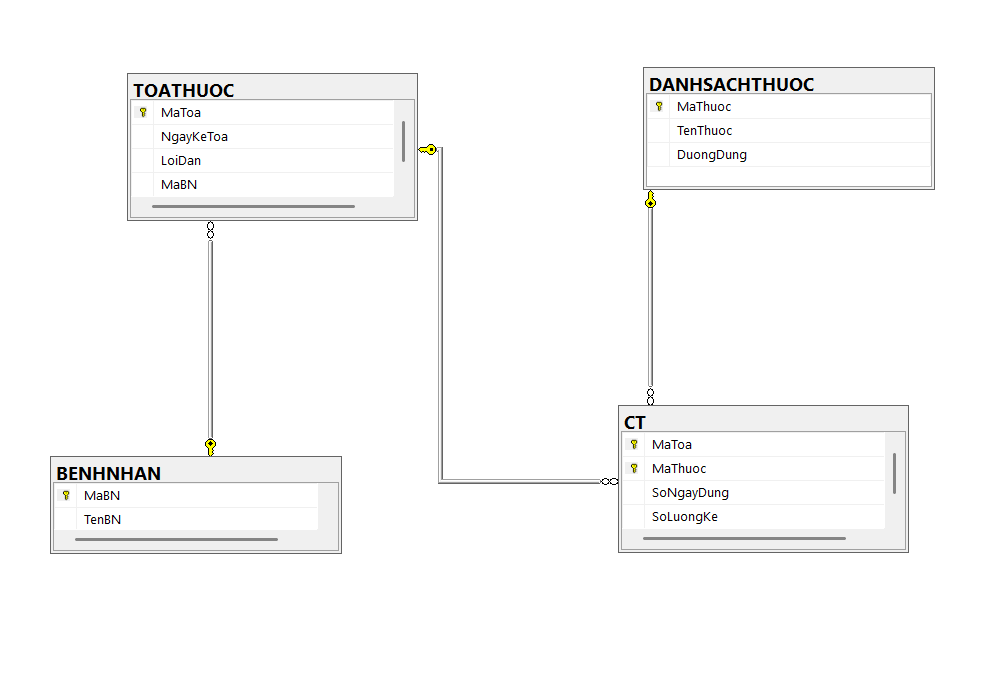 TOATHUOC
MaToa
NgayKeToa
LoiDan
MaBN
DANHSACHTHUOC
MaThuoc
TenThuoc
DuongDung
BENHNHAN
MaBN
TenBN
CT
MaToa
MaThuoc
SoNgayDung
SoLuongKe